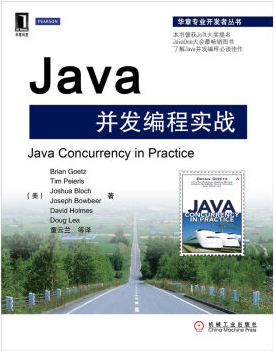 PEARSON
华章专业开发者丛书
本书曾获Jolt大奖提名
JavaOne大会最畅销图书
了解Java并发编程必读佳作
Java
并发编程实战
Java Concurrency in Practice
Brian Goetz
Tim Peierls
(美) Joshua Bloch 著
Joseph Bowbeer
David Holmes
Doug Lea
童云兰 等译
BRIAN GOETZ
JAVA
CONCURRENCY
IN PRACTICE
机械工业出版社
China Machine Press